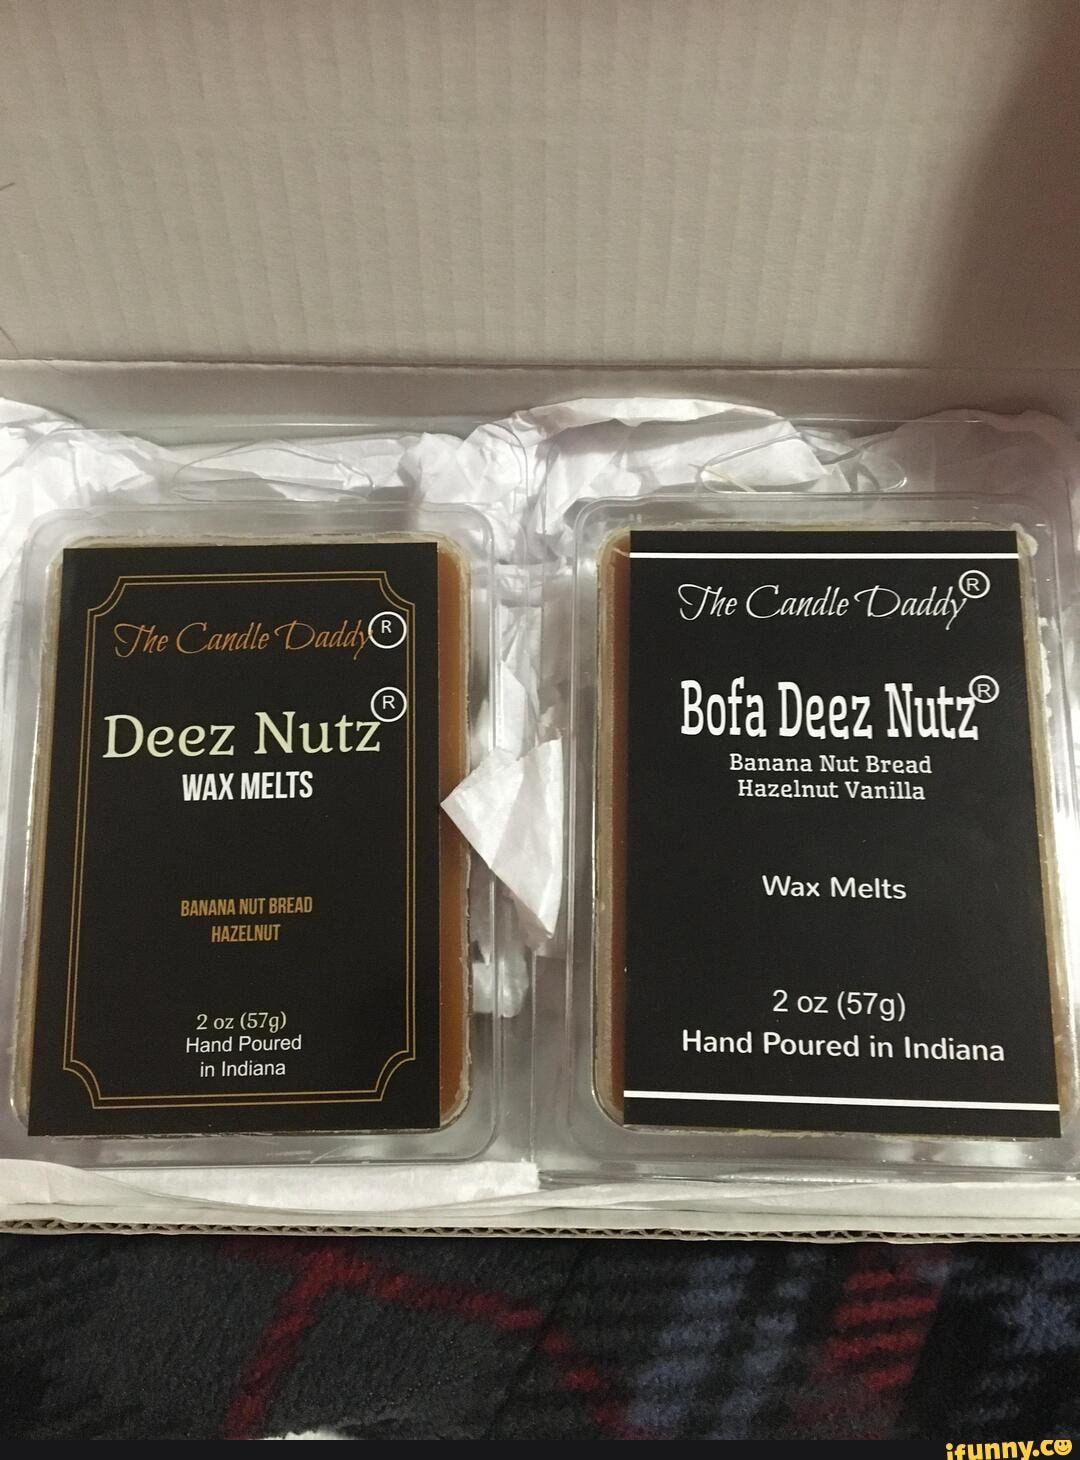 The Candle Daddy®
Deez Nutz®
WAX MELTS
BANANA NUT BREAD
HAZELNUT
2 oz (57g)
Hand Poured
in Indiana
The Candle Daddy®
Bofa Deez Nutz®
Banana Nut Bread
Hazelnut Vanilla
Wax Melts
2 oz (57g)
Hand Poured in Indiana
ifunny.co